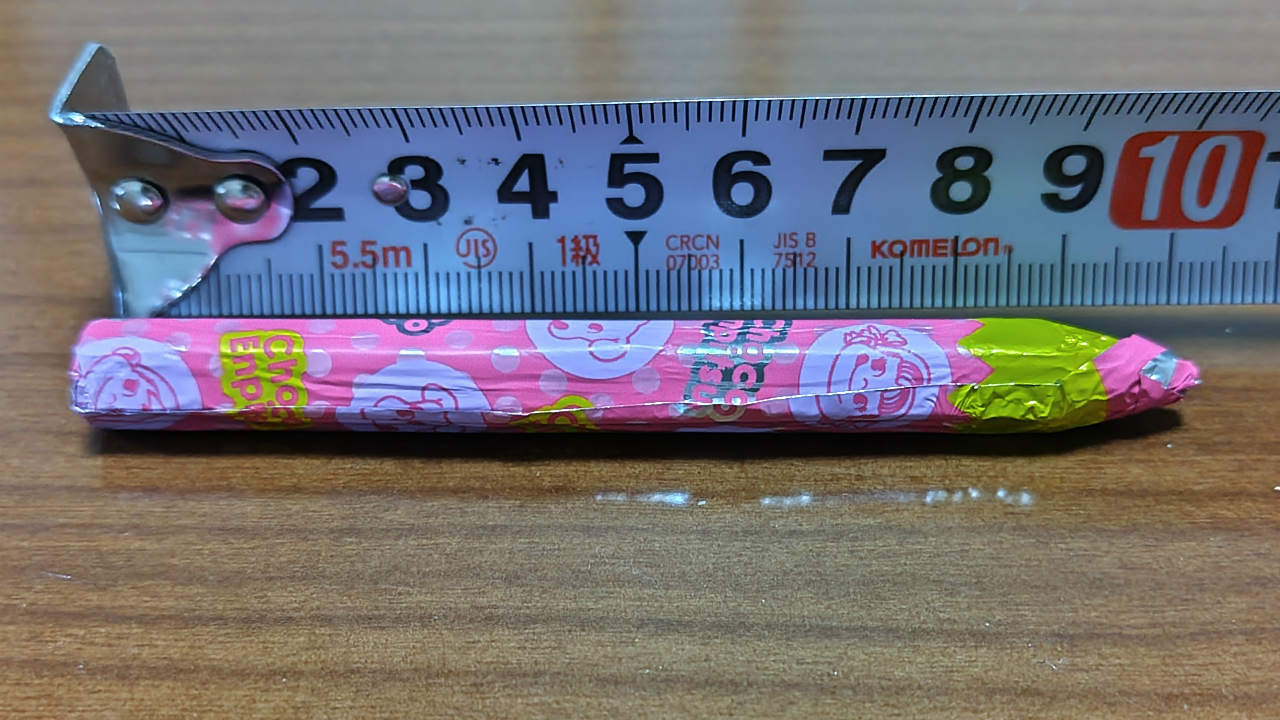 2 3 4 5 6 7 8 9 10
5.5m JIS 1級 CRCN 07003 JIS B 7512 KOMELON
Choco
Enp